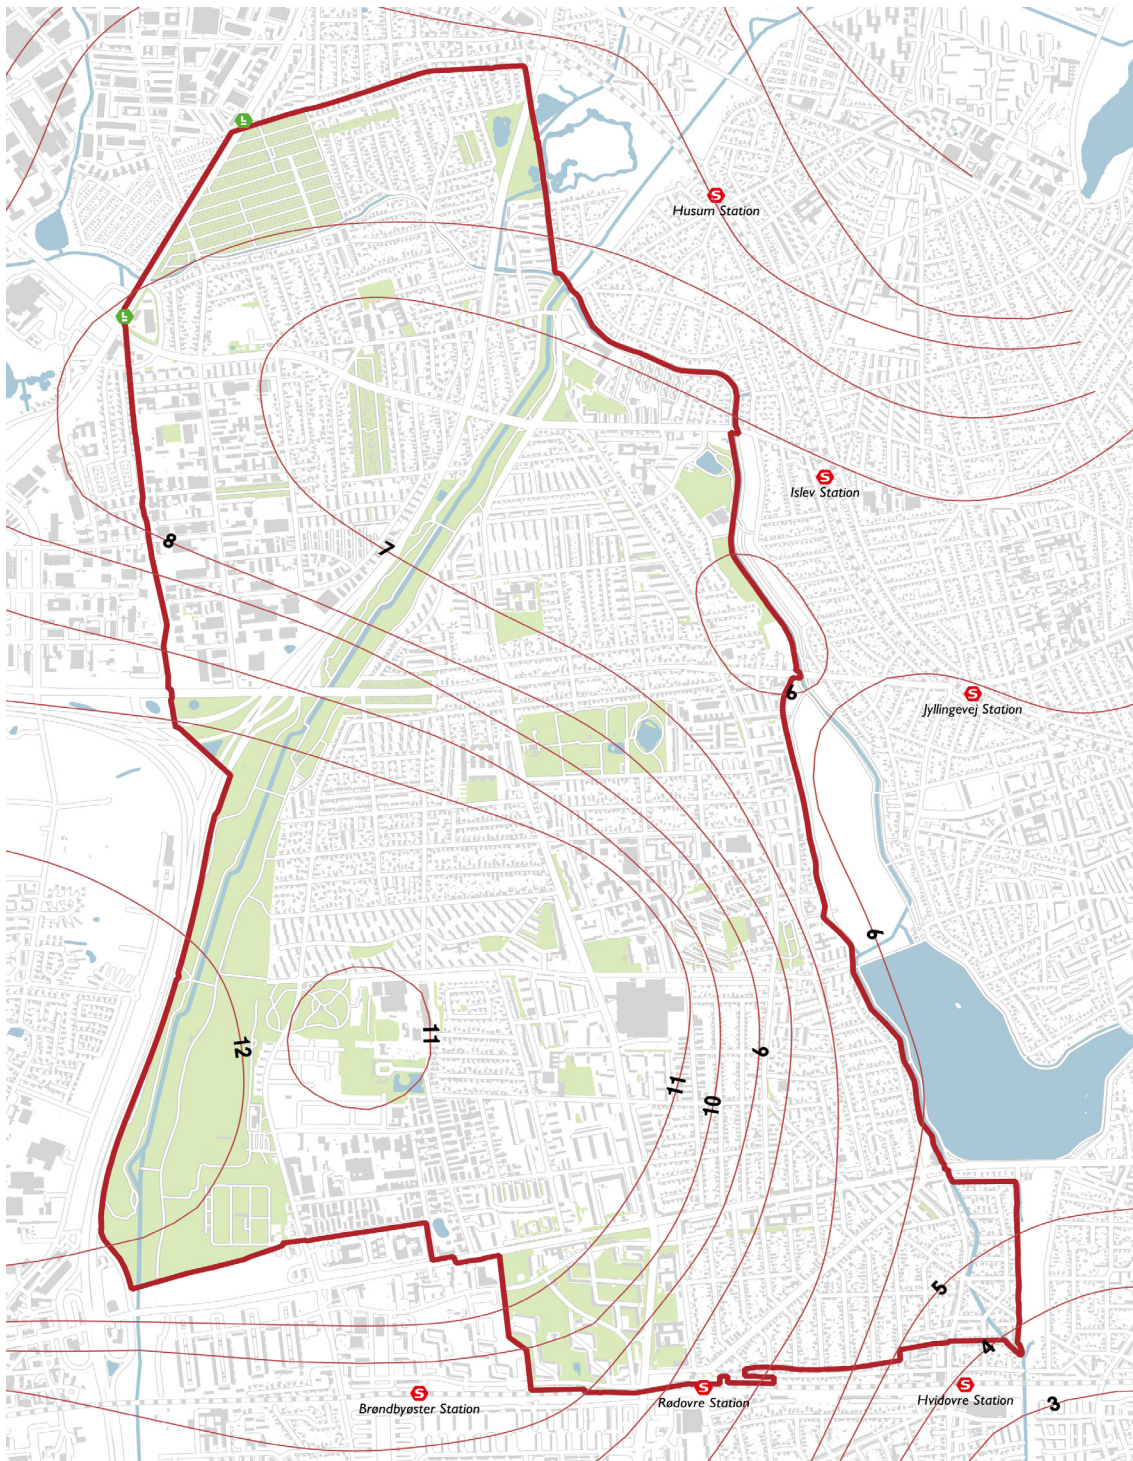 L
S
Husum Station
L
S
Islev Station
8
7
6
S
Jyllingevej Station
6
12
11
9
11
10
5
4
S
Brøndbyøster Station
S
Rødovre Station
S
Hvidovre Station
3